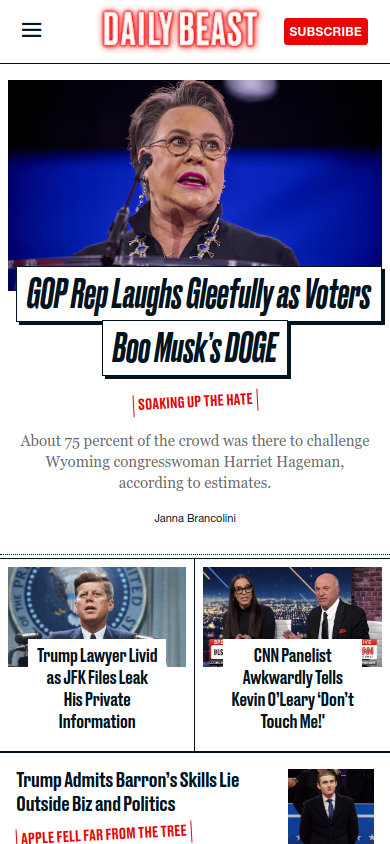 DAILY BEAST
SUBSCRIBE
GOP Rep Laughs Gleefully as Voters
Boo Musk's DOGE
SOAKING UP THE HATE
About 75 percent of the crowd was there to challenge
Wyoming congresswoman Harriet Hageman,
according to estimates.
Janna Brancolini
Trump Lawyer Livid
as JFK Files Leak
His Private
Information
CNN Panelist
Awkwardly Tells
Kevin O'Leary ‘Don't
Touch Me!'
Trump Admits Barron's Skills Lie
Outside Biz and Politics
APPLE FELL FAR FROM THE TREE